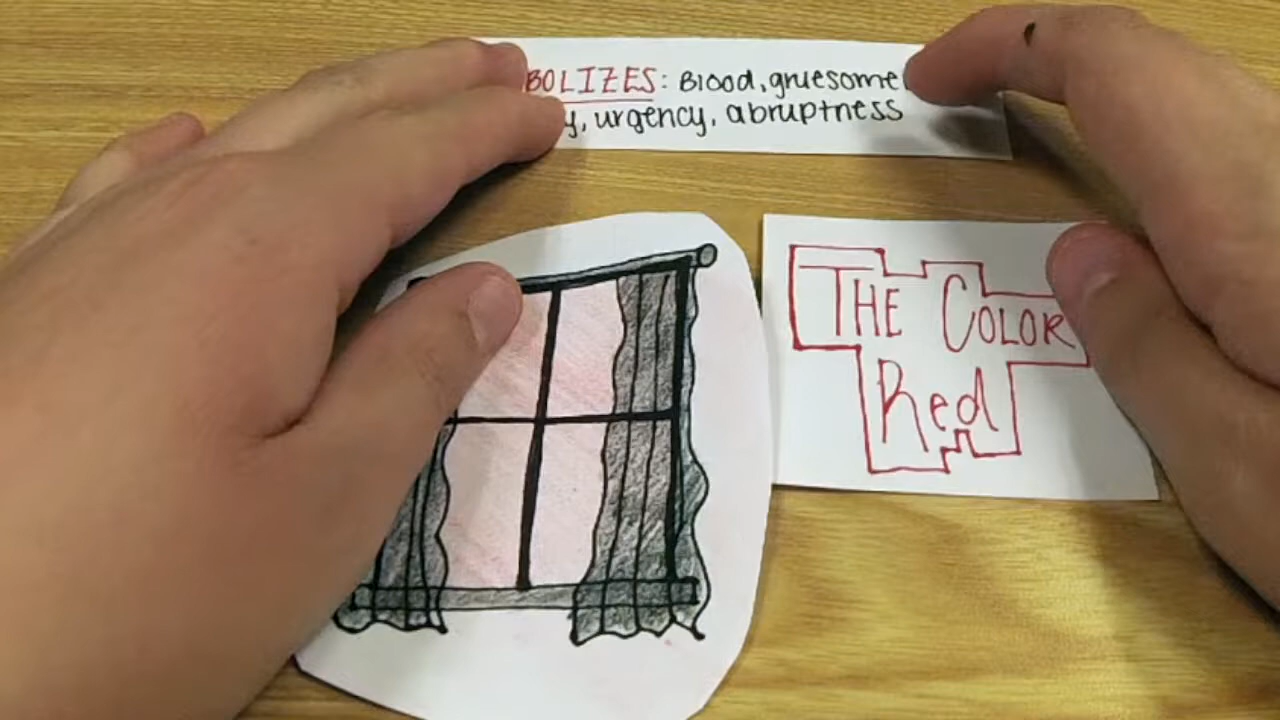 BOLIZES: Blood, gruesome
y, urgency, abruptness
THE COLOR
Red